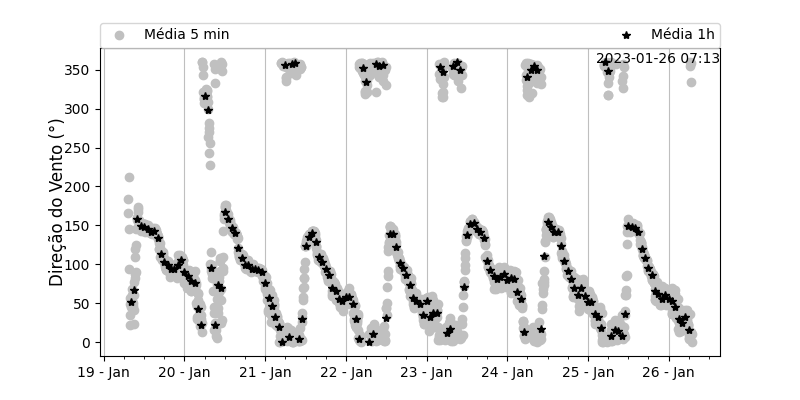 Média 5 min
Média 1h
2023-01-26 07:13
Direção do Vento (°)
350
300
250
200
150
100
50
0
19 - Jan
20 - Jan
21 - Jan
22 - Jan
23 - Jan
24 - Jan
25 - Jan
26 - Jan